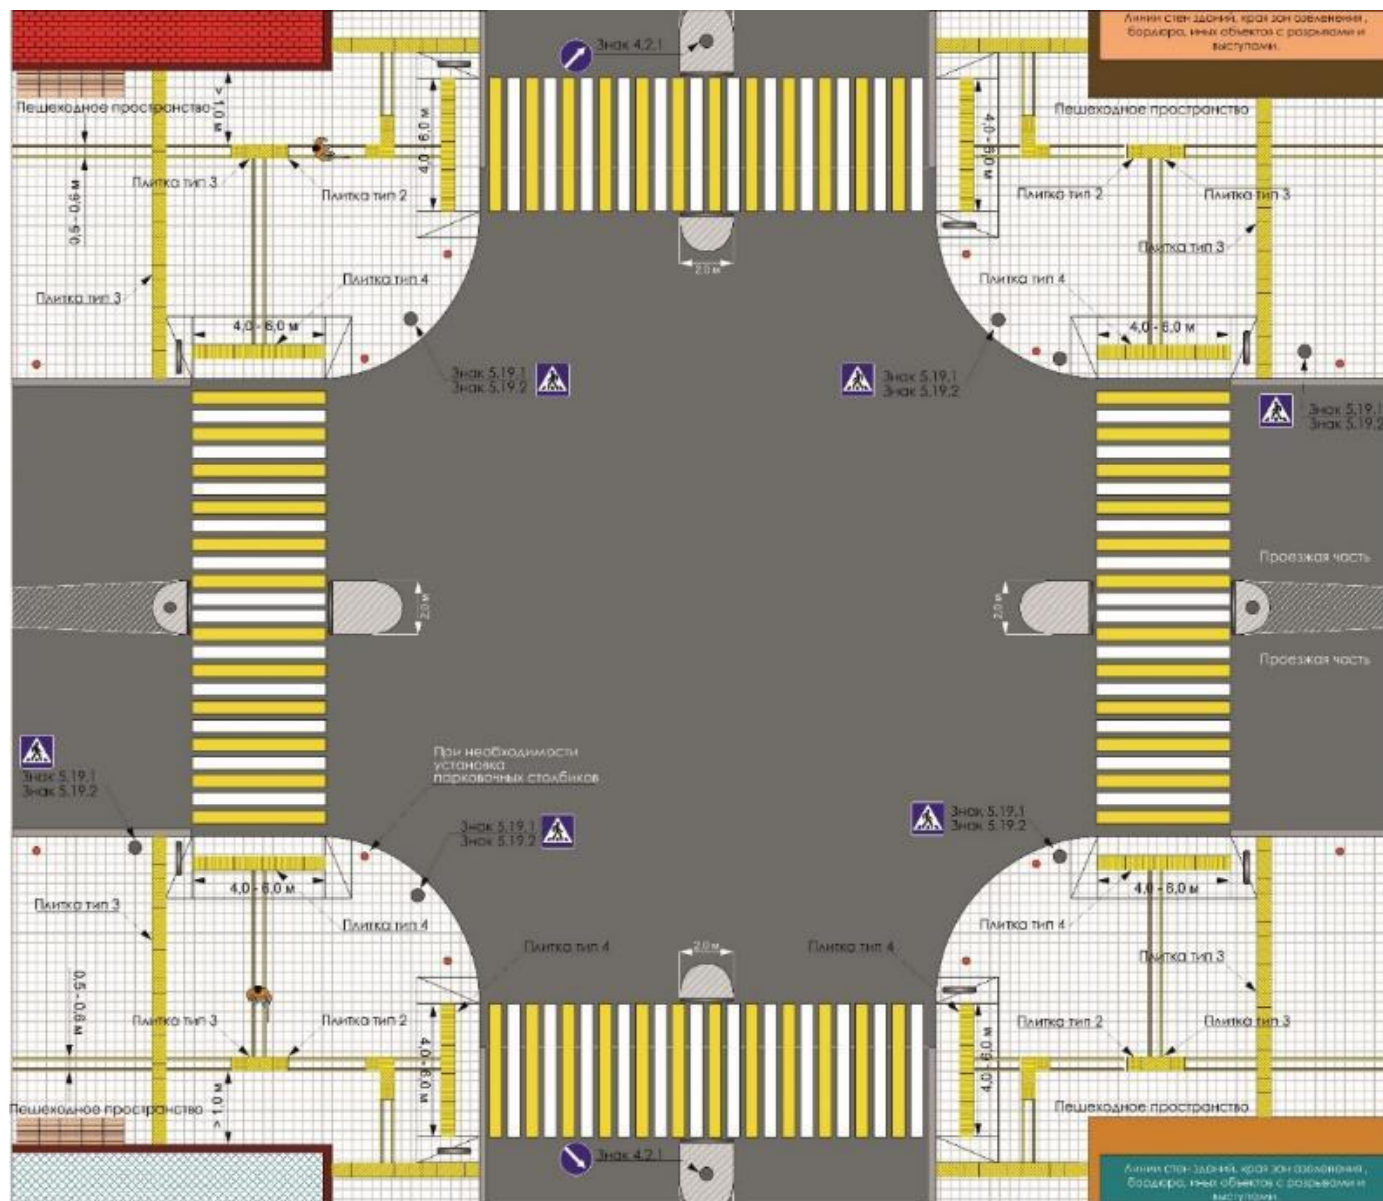 Знак 4.2.1
Линии стен зданий, края зон озеленения,
бордюра, иных объектов с разрывами и
выступами.
Пешеходное пространство
> 1,0 м
4,0-6,0 м
4,0-6,0 м
Пешеходное пространство
Плитка тип 3
Плитка тип 2
0,5 - 0,6 м
Плитка тип 2
Плитка тип 3
Плитка тип 3
Плитка тип 4
Плитка тип 3
2,0 м
Плитка тип 4
4,0 - 6,0 м
4,0 - 6,0 м
Знак 5.19.1
Знак 5.19.2
Знак 5.19.1
Знак 5.19.2
Знак 5.19.1
Знак 5.19.2
Проезжая часть
2,0 м
2,0 м
Проезжая часть
При необходимости
установка
парковочных столбиков
Знак 5.19.1
Знак 5.19.2
Знак 5.19.1
Знак 5.19.2
Знак 5.19.1
Знак 5.19.2
4,0 - 6,0 м
4,0 - 6,0 м
Плитка тип 3
Плитка тип 4
Плитка тип 4
2,0 м
Плитка тип 4
Плитка тип 4
Плитка тип 3
0,5 - 0,6 м
Плитка тип 3
Плитка тип 2
Плитка тип 2
Плитка тип 3
4,0-6,0 м
4,0-6,0 м
Пешеходное пространство
> 1,0 м
Пешеходное пространство
Знак 4.2.1
Линии стен зданий, края зон озеленения,
бордюра, иных объектов с разрывами и
выступами.